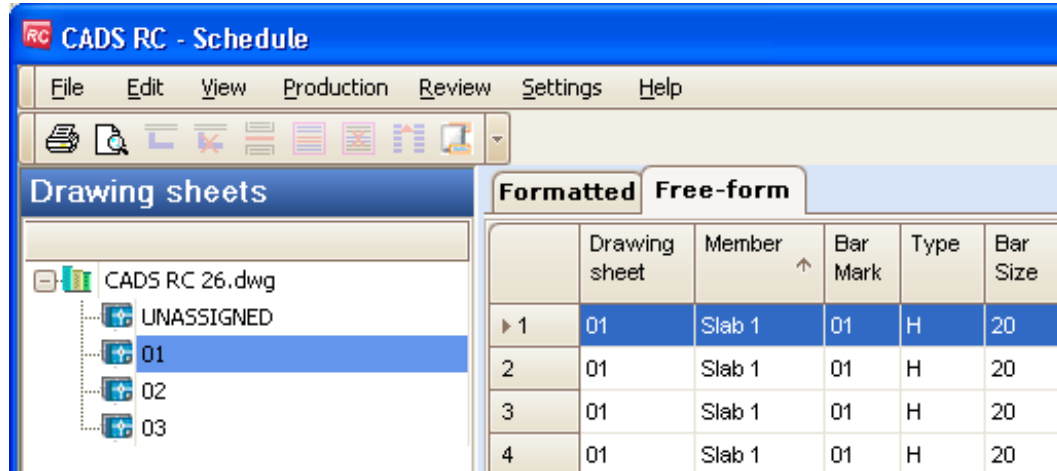 RC CADS RC - Schedule
File Edit View Production Review Settings Help
Drawing sheets
CADS RC 26.dwg
UNASSIGNED
01
02
03
Formatted Free-form
Drawing sheet Member Bar Mark Type Bar Size
1 01 Slab 1 01 H 20
2 01 Slab 1 01 H 20
3 01 Slab 1 01 H 20
4 01 Slab 1 01 H 20